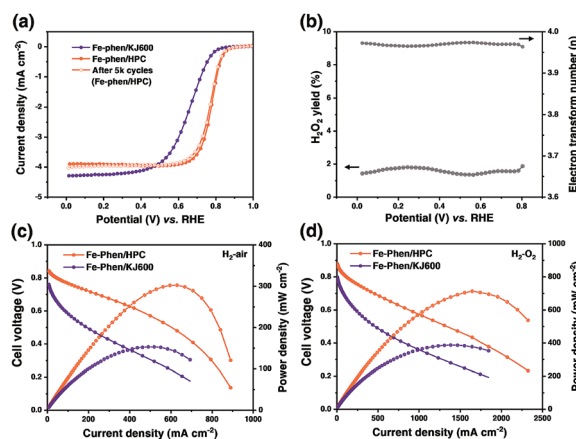 (a)
Fe-phen/KJ600
Fe-phen/HPC
After 5k cycles
(Fe-phen/HPC)
Current density (mA cm⁻²)
0
-1
-2
-3
-4
-5
0.0 0.2 0.4 0.6 0.8 1.0
Potential (V) vs. RHE
(b)
H₂O₂ yield (%)
10
8
6
4
2
0
Electron transform number (n)
4.0
3.9
3.8
3.7
3.6
0.0 0.2 0.4 0.6 0.8 1.0
Potential (V) vs. RHE
(c)
Fe-Phen/HPC
Fe-Phen/KJ600
H₂-air
Cell voltage (V)
1.0
0.8
0.6
0.4
0.2
0.0
Power density (mW cm⁻²)
400
300
200
100
0
0 200 400 600 800 1000
Current density (mA cm⁻²)
(d)
Fe-Phen/HPC
Fe-Phen/KJ600
H₂-O₂
Cell voltage (V)
1.0
0.8
0.6
0.4
0.2
0.0
Power density (mW cm⁻²)
1000
800
600
400
200
0
0 500 1000 1500 2000 2500
Current density (mA cm⁻²)